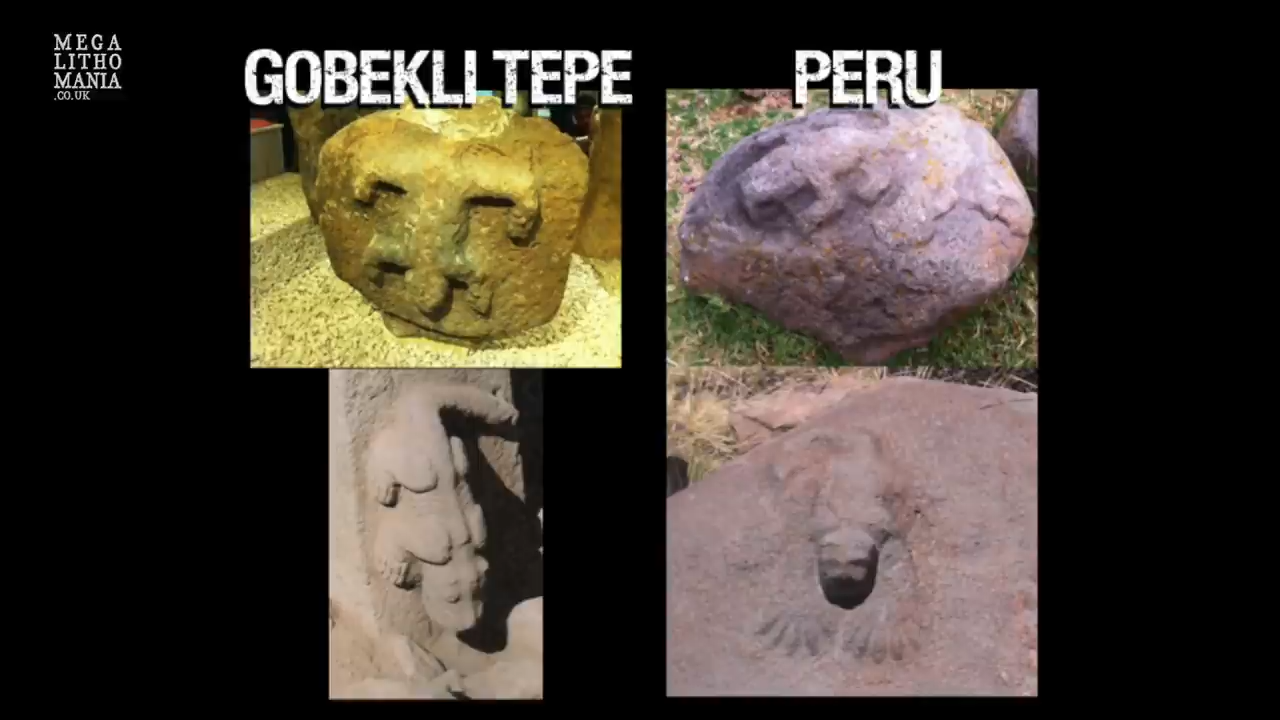 MEGA
LITHO
MANIA
.CO.UK
GOBEKLI TEPE
PERU